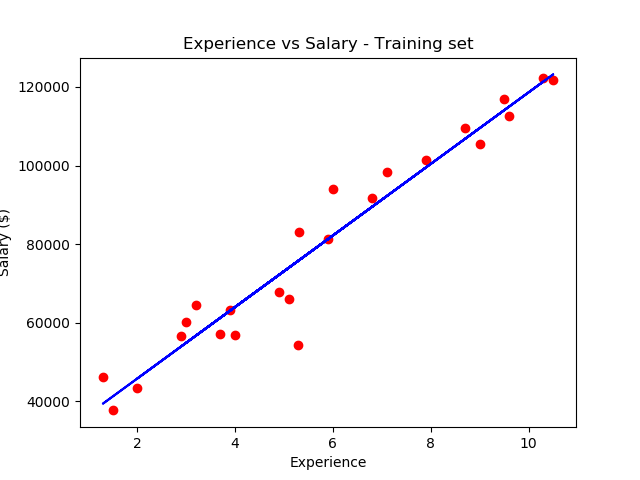 Experience vs Salary - Training set
120000
100000
80000
60000
40000
Salary ($)
2 4 6 8 10
Experience